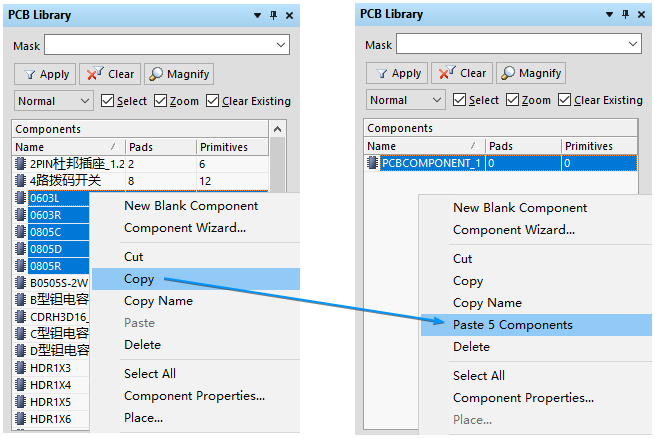 PCB Library
Mask
Apply Clear Magnify
Normal Select Zoom Clear Existing
Components
Name Pads Primitives
2PIN杜邦插座_1.2 2 6
4路拨码开关 8 12
0603L
0603R
0805C
0805D
0805R
B0505S-2W
B型钽电容
CDRH3D16_
C型钽电容
D型钽电容
HDR1X3
HDR1X4
HDR1X5
HDR1X6
New Blank Component
Component Wizard...
Cut
Copy
Copy Name
Paste
Delete
Select All
Component Properties...
Place...
PCB Library
Mask
Apply Clear Magnify
Normal Select Zoom Clear Existing
Components
Name Pads Primitives
PCBCOMPONENT_1 0 0
New Blank Component
Component Wizard...
Cut
Copy
Copy Name
Paste 5 Components
Delete
Select All
Component Properties...
Place...